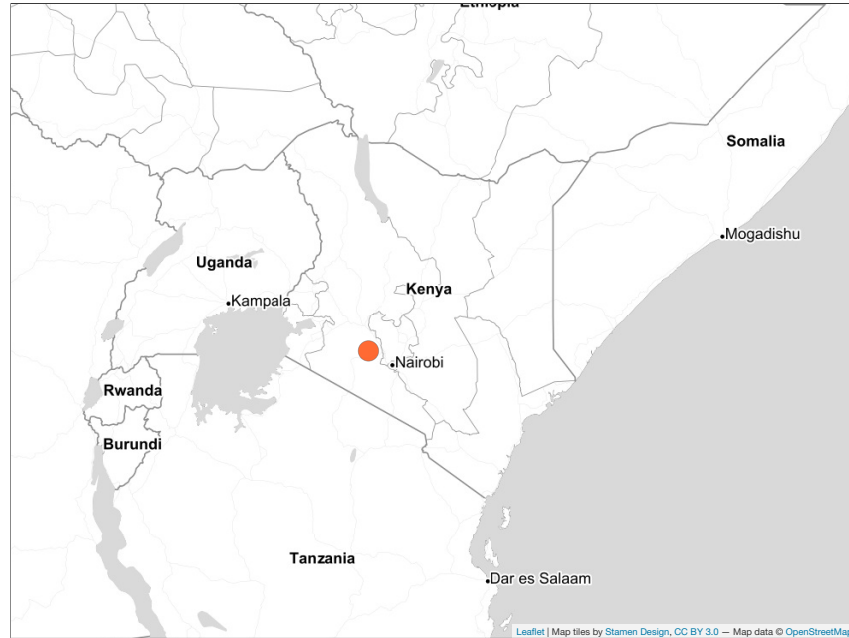 Ethiopia
Somalia
Mogadishu
Uganda
Kenya
Kampala
Nairobi
Rwanda
Burundi
Tanzania
Dar es Salaam
Leaflet | Map tiles by Stamen Design, CC BY 3.0 — Map data © OpenStreetMap